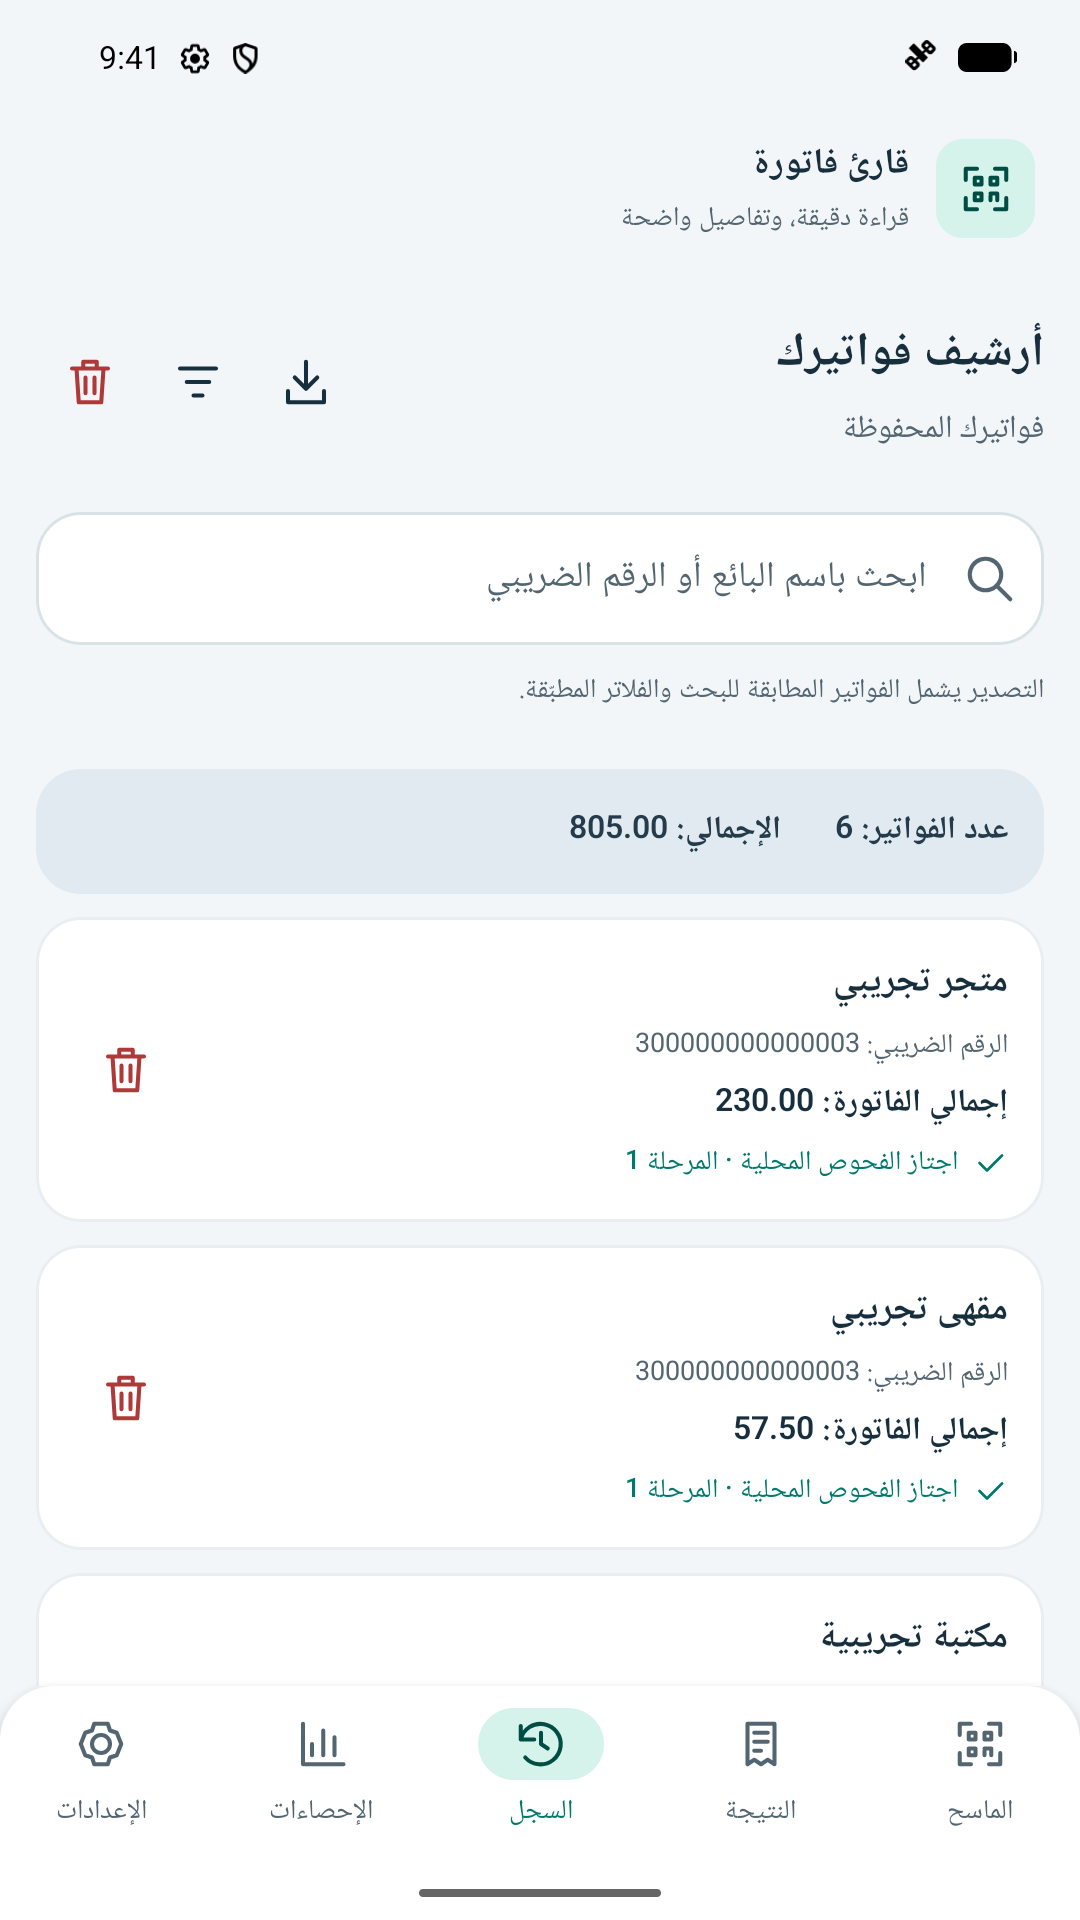 9:41
قارئ فاتورة
قراءة دقيقة، وتفاصيل واضحة
أرشيف فواتيرك
فواتيرك المحفوظة
ابحث باسم البائع أو الرقم الضريبي
التصدير يشمل الفواتير المطابقة للبحث والفلاتر المطبّقة.
عدد الفواتير: 6 الإجمالي: 805.00
متجر تجريبي
الرقم الضريبي: 300000000000003
إجمالي الفاتورة: 230.00
اجتاز الفحوص المحلية · المرحلة 1
مقهى تجريبي
الرقم الضريبي: 300000000000003
إجمالي الفاتورة: 57.50
اجتاز الفحوص المحلية · المرحلة 1
مكتبة تجريبية
الماسح النتيجة السجل الإحصاءات الإعدادات